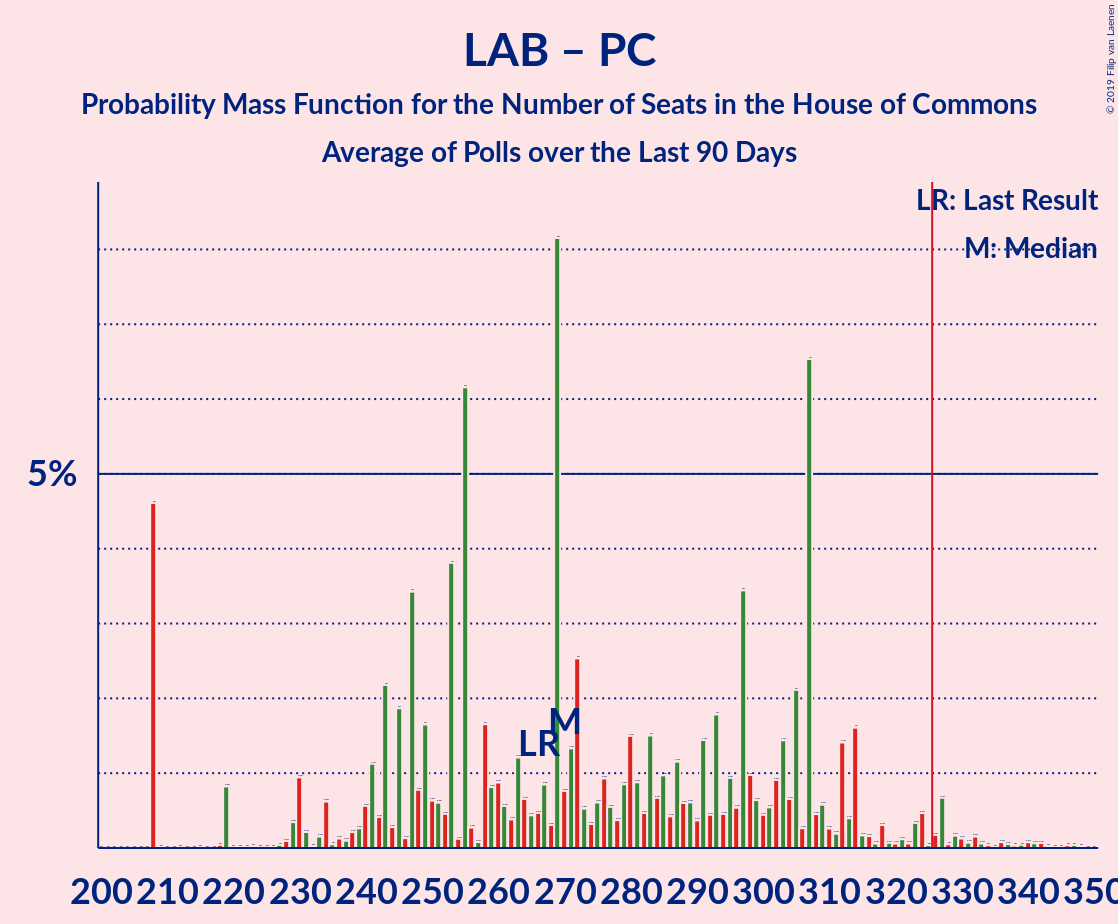 LAB – PC
Probability Mass Function for the Number of Seats in the House of Commons
Average of Polls over the Last 90 Days
© 2019 Filip van Laenen
LR: Last Result
M: Median
5%
M
LR
200 210 220 230 240 250 260 270 280 290 300 310 320 330 340 350